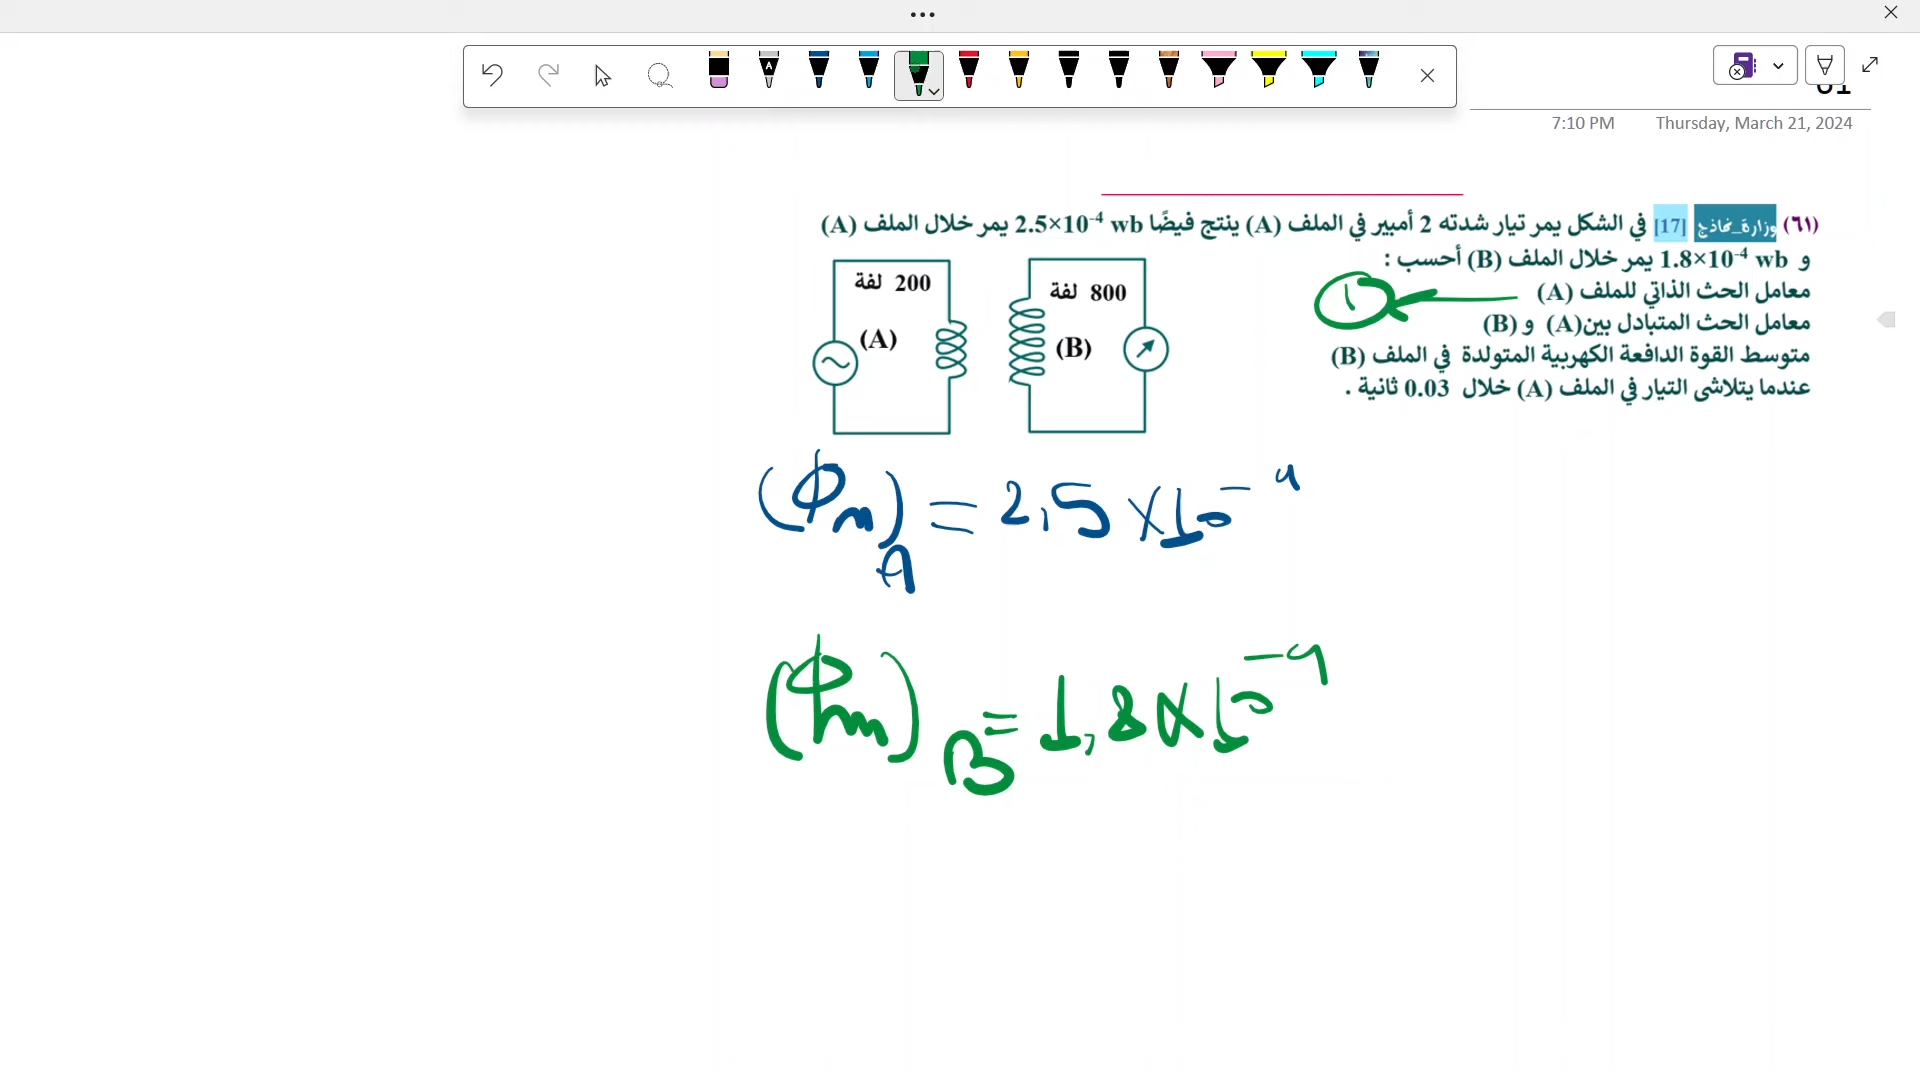 61
7:10 PM Thursday, March 21, 2024
(٦١) وزارة_نماذج [17] في الشكل يمر تيار شدته 2 أمبير في الملف (A) ينتج فيضًا 2.5×10⁻⁴ wb يمر خلال الملف (A)
و 1.8×10⁻⁴ wb يمر خلال الملف (B) أحسب :
معامل الحث الذاتي للملف (A)
١
معامل الحث المتبادل بين(A) و (B)
متوسط القوة الدافعة الكهربية المتولدة في الملف (B)
عندما يتلاشى التيار في الملف (A) خلال 0.03 ثانية .
200 لفة
(A)
800 لفة
(B)
(ϕm)A = 2,5 × 10⁻⁴
(ϕm)B = 1,8 × 10⁻⁴